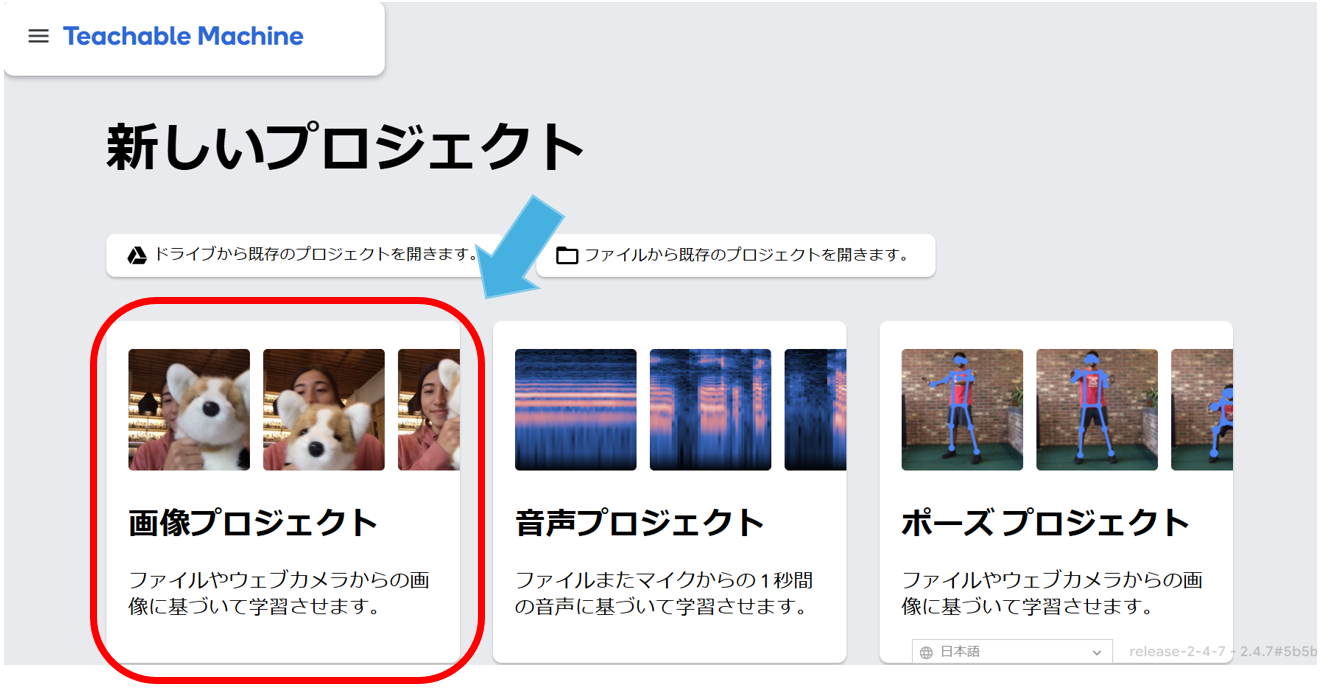 Teachable Machine
新しいプロジェクト
ドライブから既存のプロジェクトを開きます。
ファイルから既存のプロジェクトを開きます。
画像プロジェクト
ファイルやウェブカメラからの画
像に基づいて学習させます。
音声プロジェクト
ファイルまたマイクからの 1 秒間
の音声に基づいて学習させます。
ポーズ プロジェクト
ファイルやウェブカメラからの画
像に基づいて学習させます。
日本語
release-2-4-7 - 2.4.7#5b5b